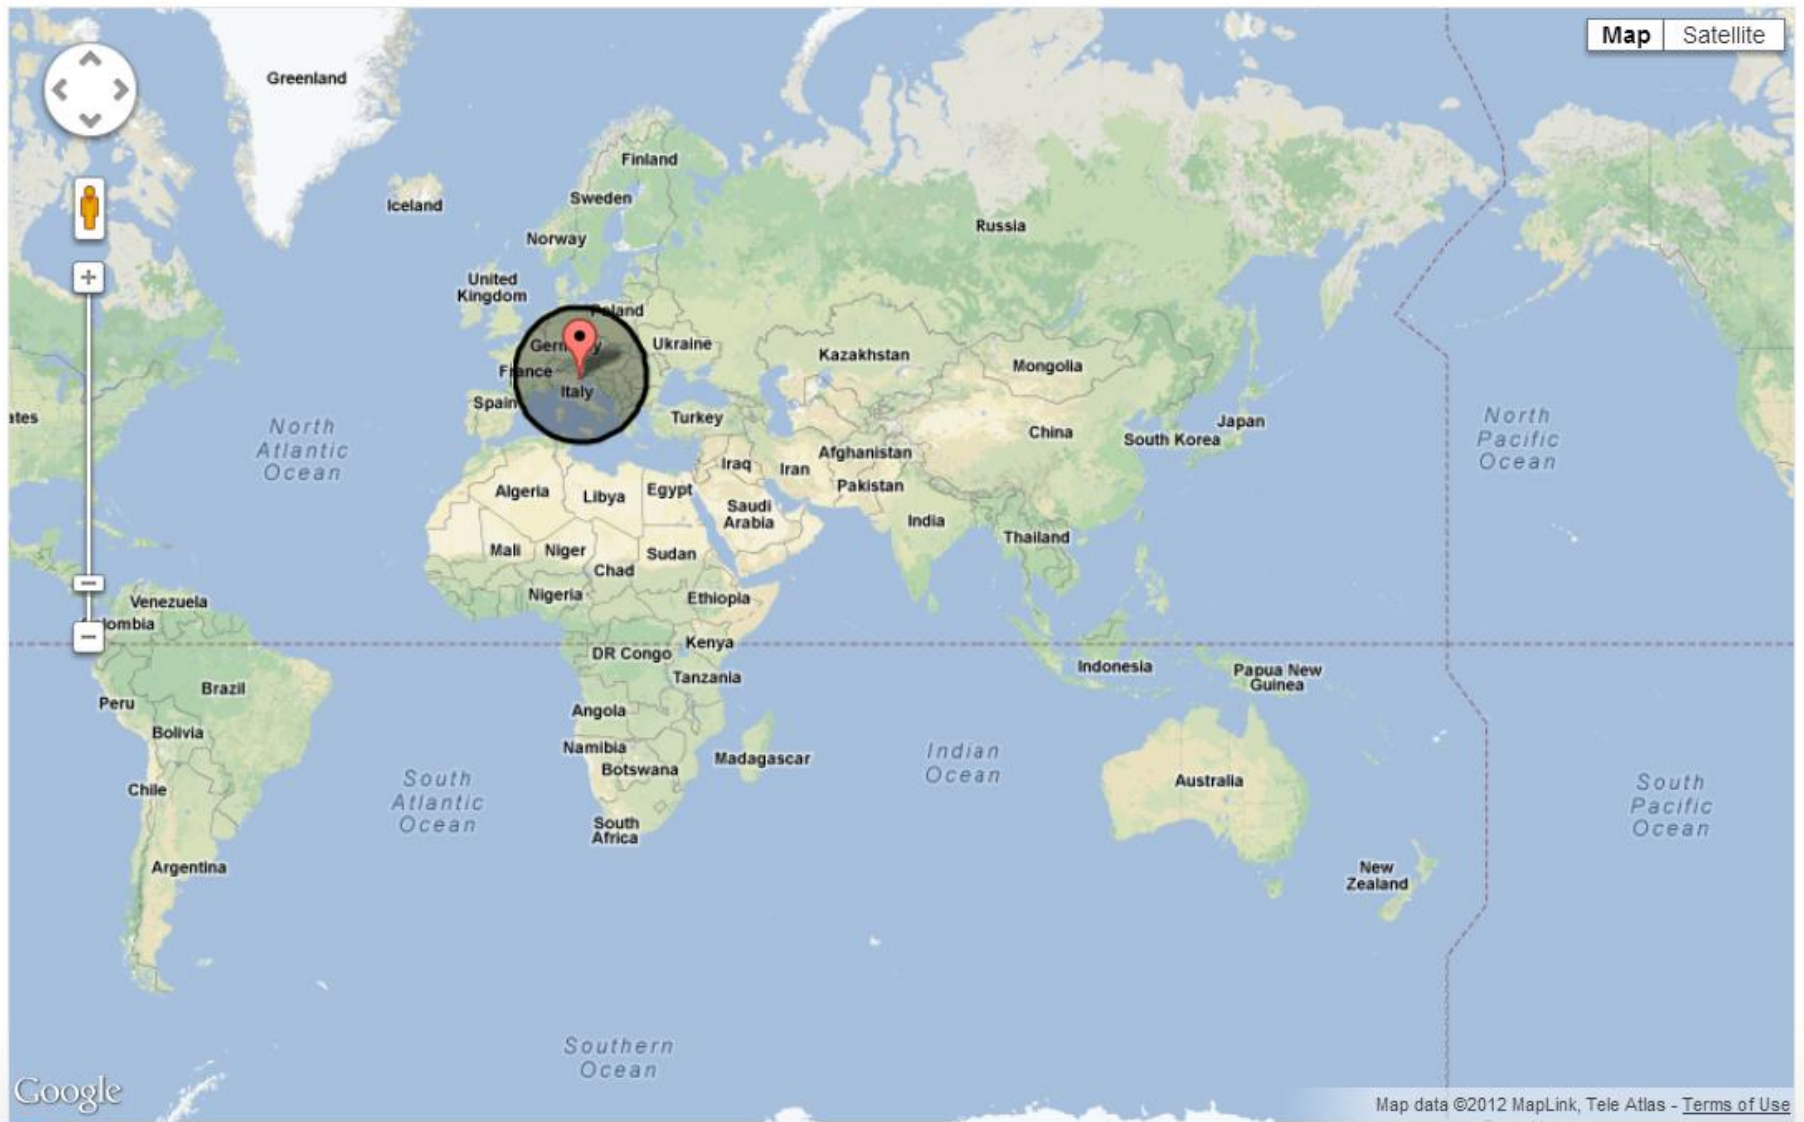 Map
Satellite
Greenland
Finland
Iceland
Sweden
Russia
Norway
United
Kingdom
Poland
Germany
Ukraine
Kazakhstan
Mongolia
France
Italy
Spain
Turkey
ates
North
Atlantic
Ocean
Japan
China
South Korea
North
Pacific
Ocean
Afghanistan
Iraq
Iran
Pakistan
Algeria
Libya
Egypt
Saudi
Arabia
India
Thailand
Mali
Niger
Sudan
Chad
Nigeria
Ethiopia
Venezuela
lombia
Kenya
DR Congo
Tanzania
Indonesia
Papua New
Guinea
Brazil
Peru
Angola
Bolivia
Namibia
Botswana
Madagascar
Indian
Ocean
Australia
Chile
South
Atlantic
Ocean
South
Pacific
Ocean
South
Africa
Argentina
New
Zealand
Southern
Ocean
Google
Map data ©2012 MapLink, Tele Atlas - Terms of Use